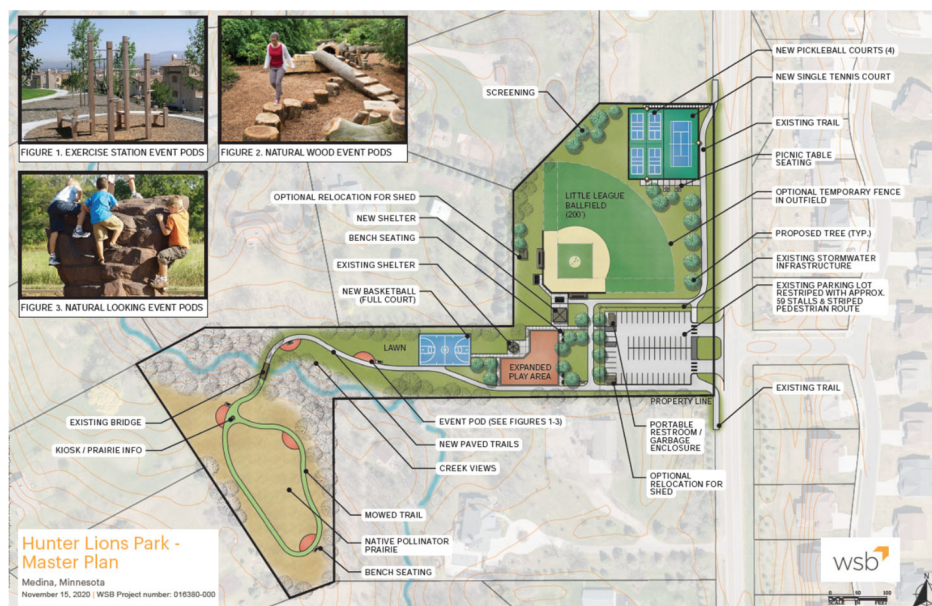 FIGURE 1. EXERCISE STATION EVENT PODS
FIGURE 2. NATURAL WOOD EVENT PODS
FIGURE 3. NATURAL LOOKING EVENT PODS
SCREENING
OPTIONAL RELOCATION FOR SHED
NEW SHELTER
BENCH SEATING
EXISTING SHELTER
NEW BASKETBALL
(FULL COURT)
NEW PICKLEBALL COURTS (4)
NEW SINGLE TENNIS COURT
EXISTING TRAIL
PICNIC TABLE
SEATING
OPTIONAL TEMPORARY FENCE
IN OUTFIELD
PROPOSED TREE (TYP.)
EXISTING STORMWATER
INFRASTRUCTURE
EXISTING PARKING LOT
RESTRIPED WITH APPROX.
59 STALLS & STRIPED
PEDESTRIAN ROUTE
LITTLE LEAGUE
BALLFIELD
(200')
LAWN
EXPANDED
PLAY AREA
PROPERTY LINE
EXISTING TRAIL
EXISTING BRIDGE
KIOSK / PRAIRIE INFO
EVENT POD (SEE FIGURES 1-3)
NEW PAVED TRAILS
CREEK VIEWS
PORTABLE
RESTROOM /
GARBAGE
ENCLOSURE
OPTIONAL
RELOCATION FOR
SHED
MOWED TRAIL
NATIVE POLLINATOR
PRAIRIE
BENCH SEATING
Hunter Lions Park -
Master Plan
Medina, Minnesota
November 15, 2020 | WSB Project number: 016380-000
wsb
N
0 50 100
SCALE IN FEET